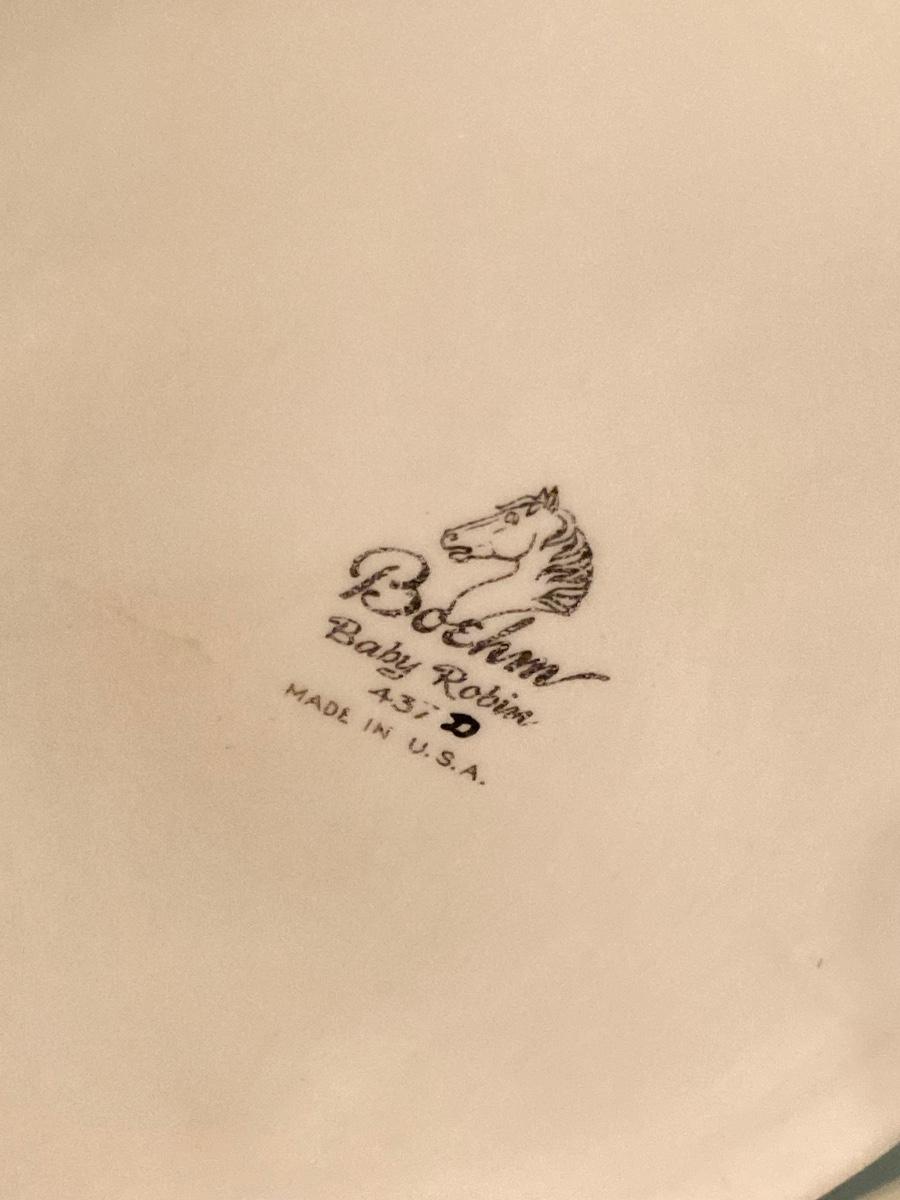 Boehm
Baby Robin
437 D
MADE IN U.S.A.